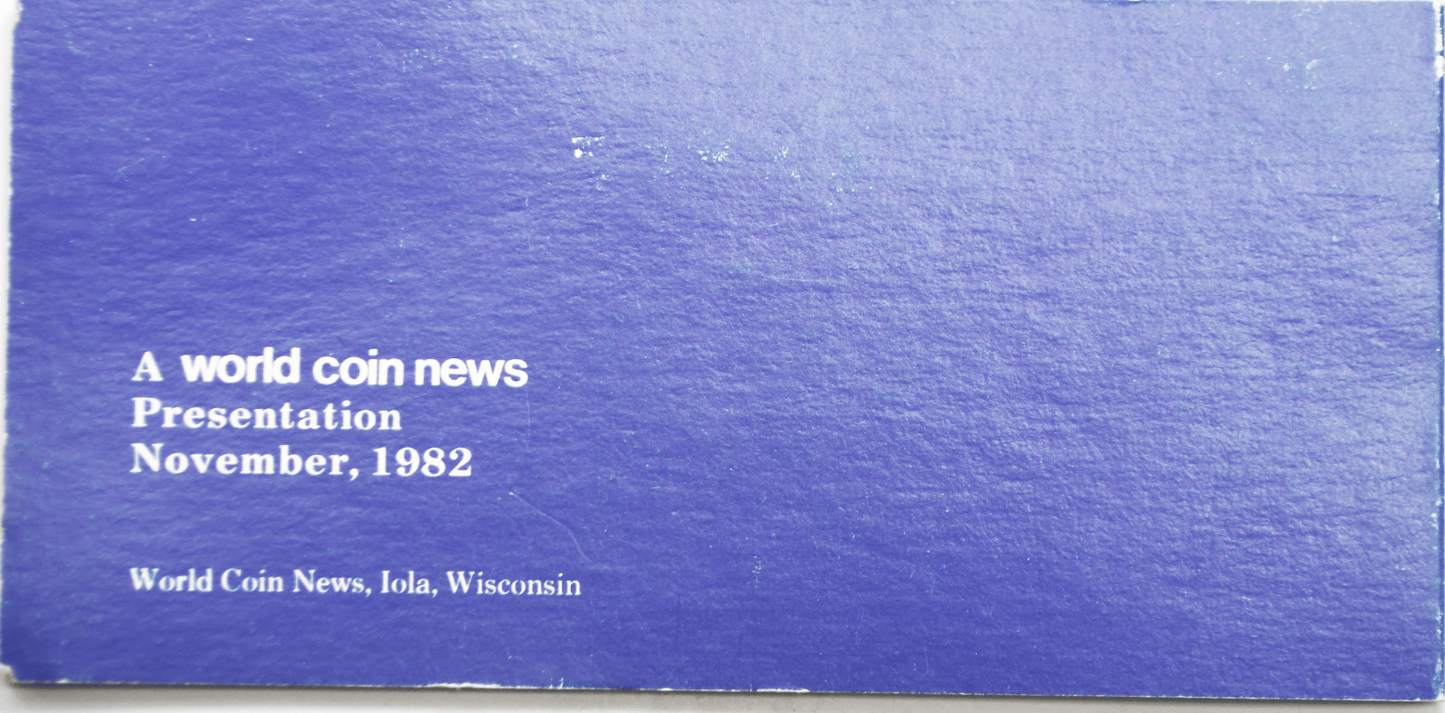 A world coin news
Presentation
November, 1982
World Coin News, Iola, Wisconsin